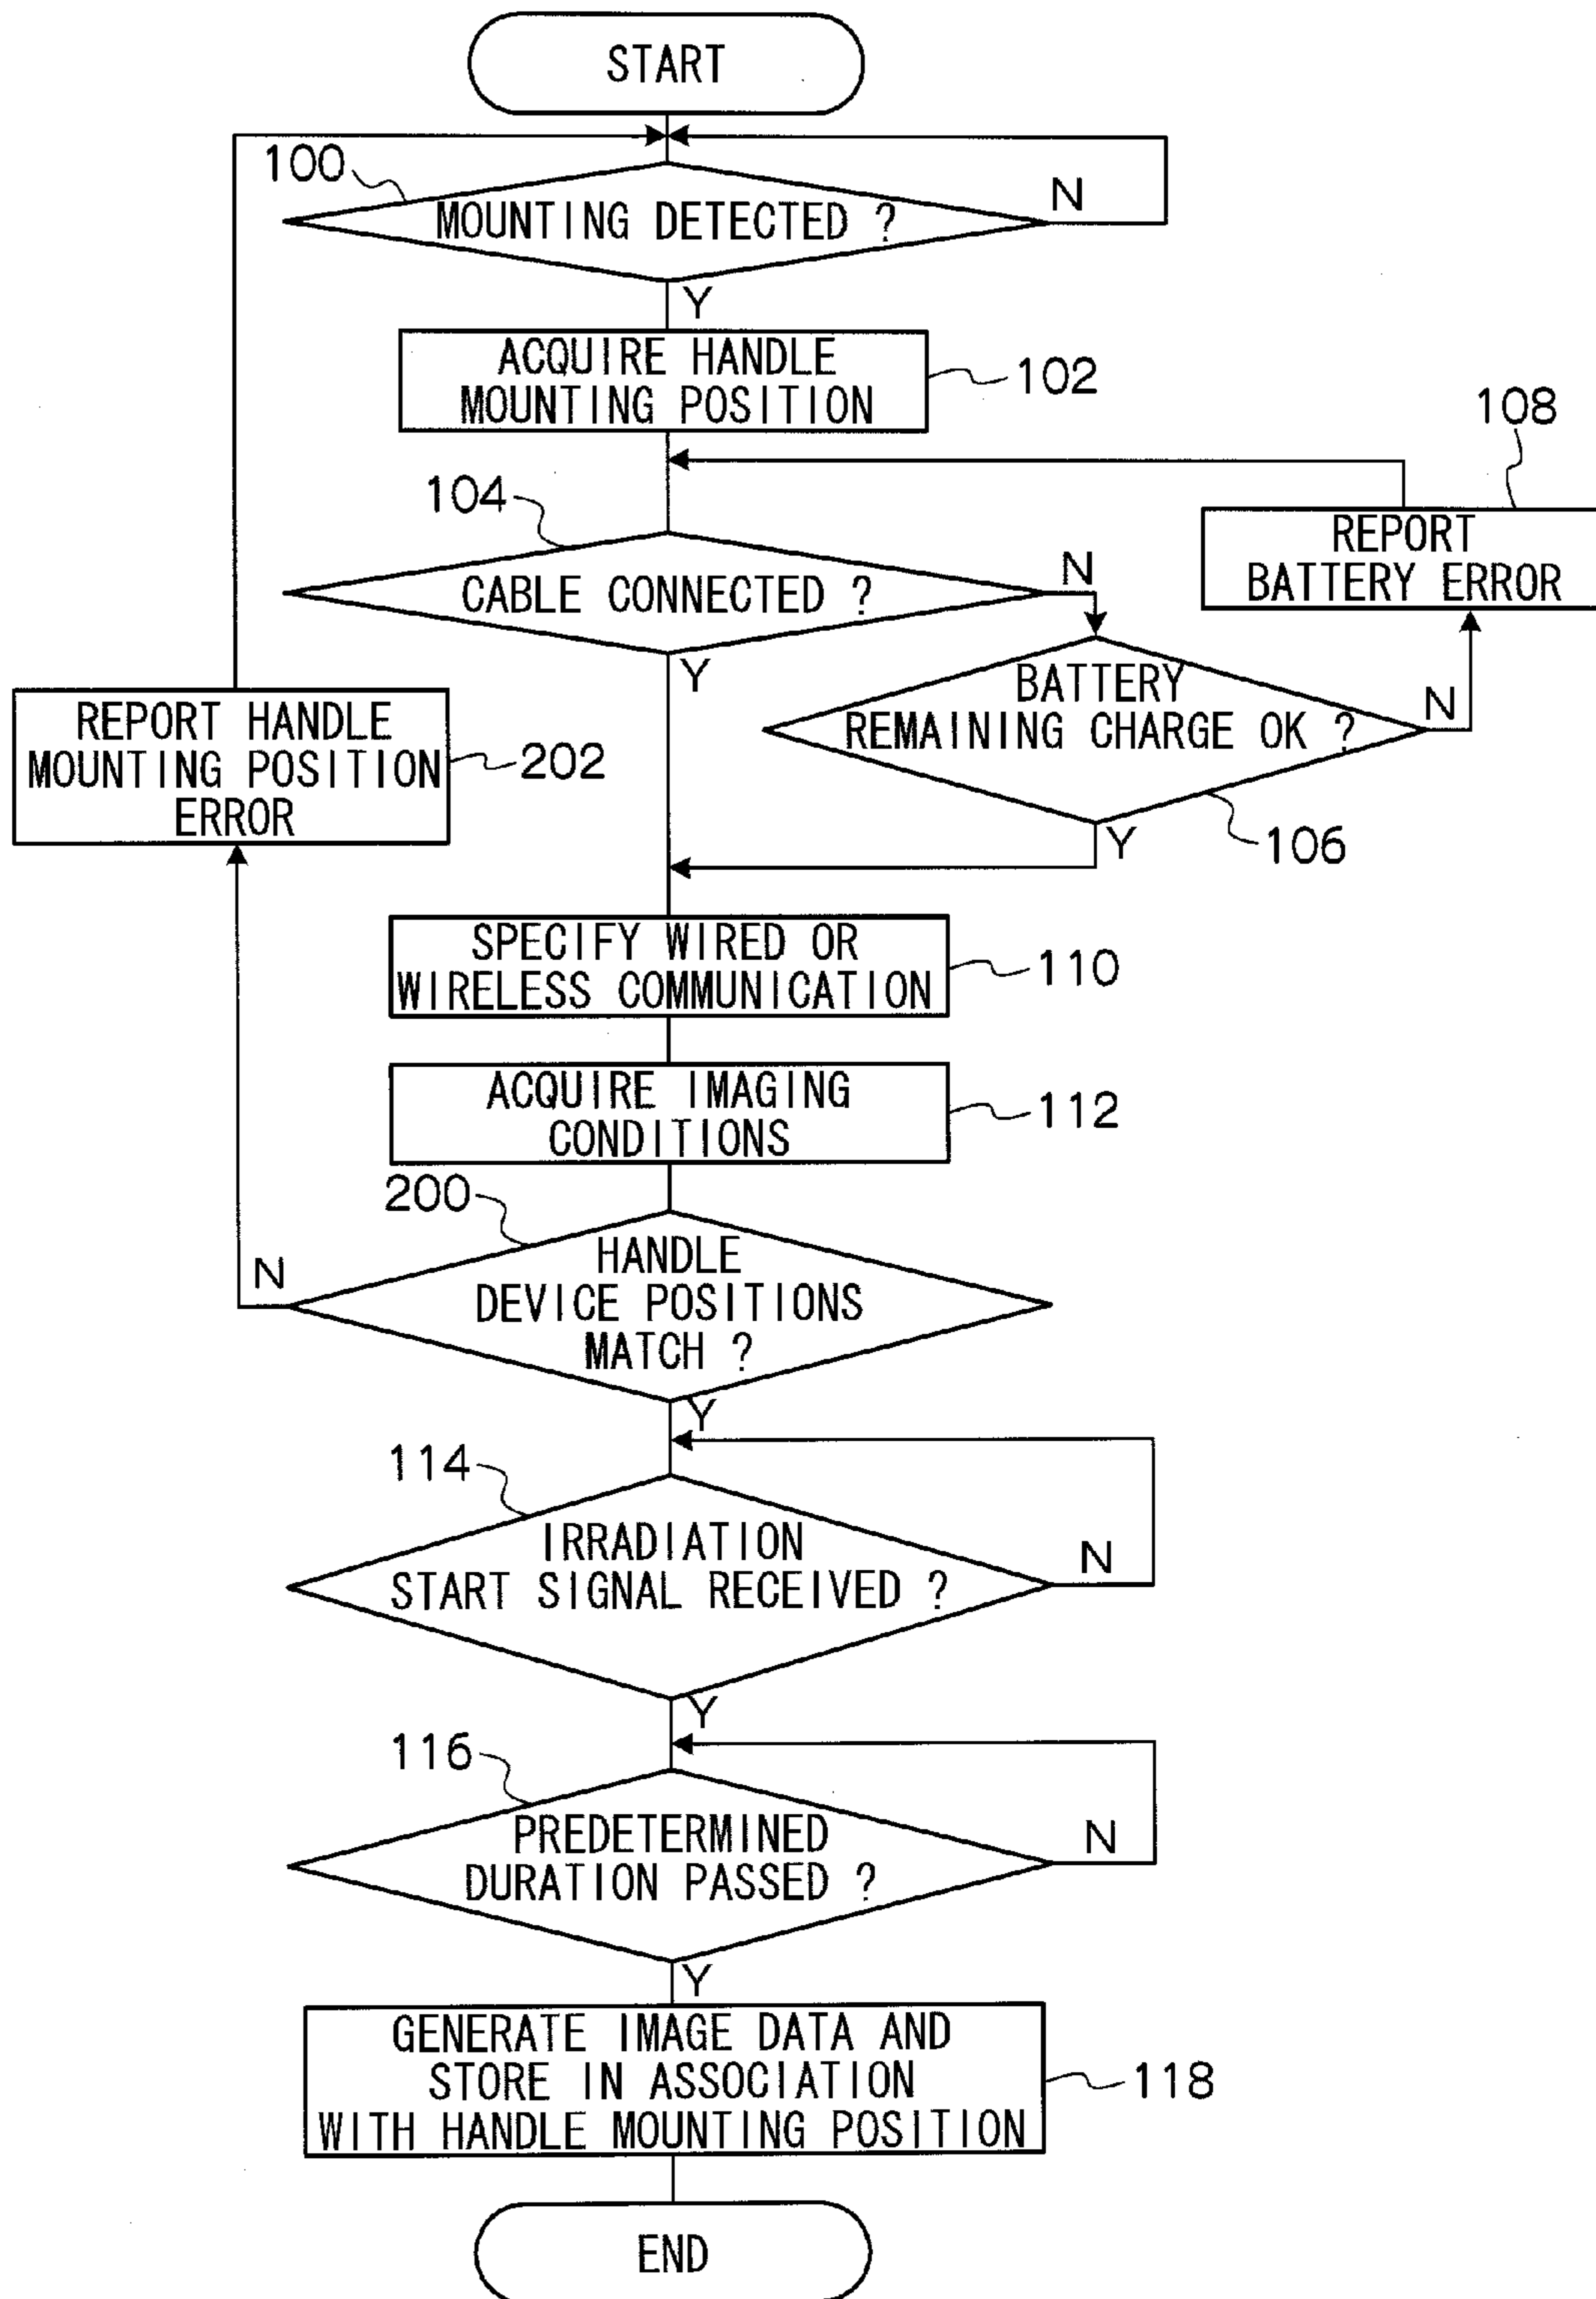 START
100
MOUNTING DETECTED ?
N
Y
ACQUIRE HANDLE
MOUNTING POSITION
102
108
REPORT
BATTERY ERROR
104
CABLE CONNECTED ?
N
Y
BATTERY
REMAINING CHARGE OK ?
N
Y
106
REPORT HANDLE
MOUNTING POSITION
ERROR
202
SPECIFY WIRED OR
WIRELESS COMMUNICATION
110
ACQUIRE IMAGING
CONDITIONS
112
200
HANDLE
DEVICE POSITIONS
MATCH ?
N
Y
114
IRRADIATION
START SIGNAL RECEIVED ?
N
Y
116
PREDETERMINED
DURATION PASSED ?
N
Y
GENERATE IMAGE DATA AND
STORE IN ASSOCIATION
WITH HANDLE MOUNTING POSITION
118
END